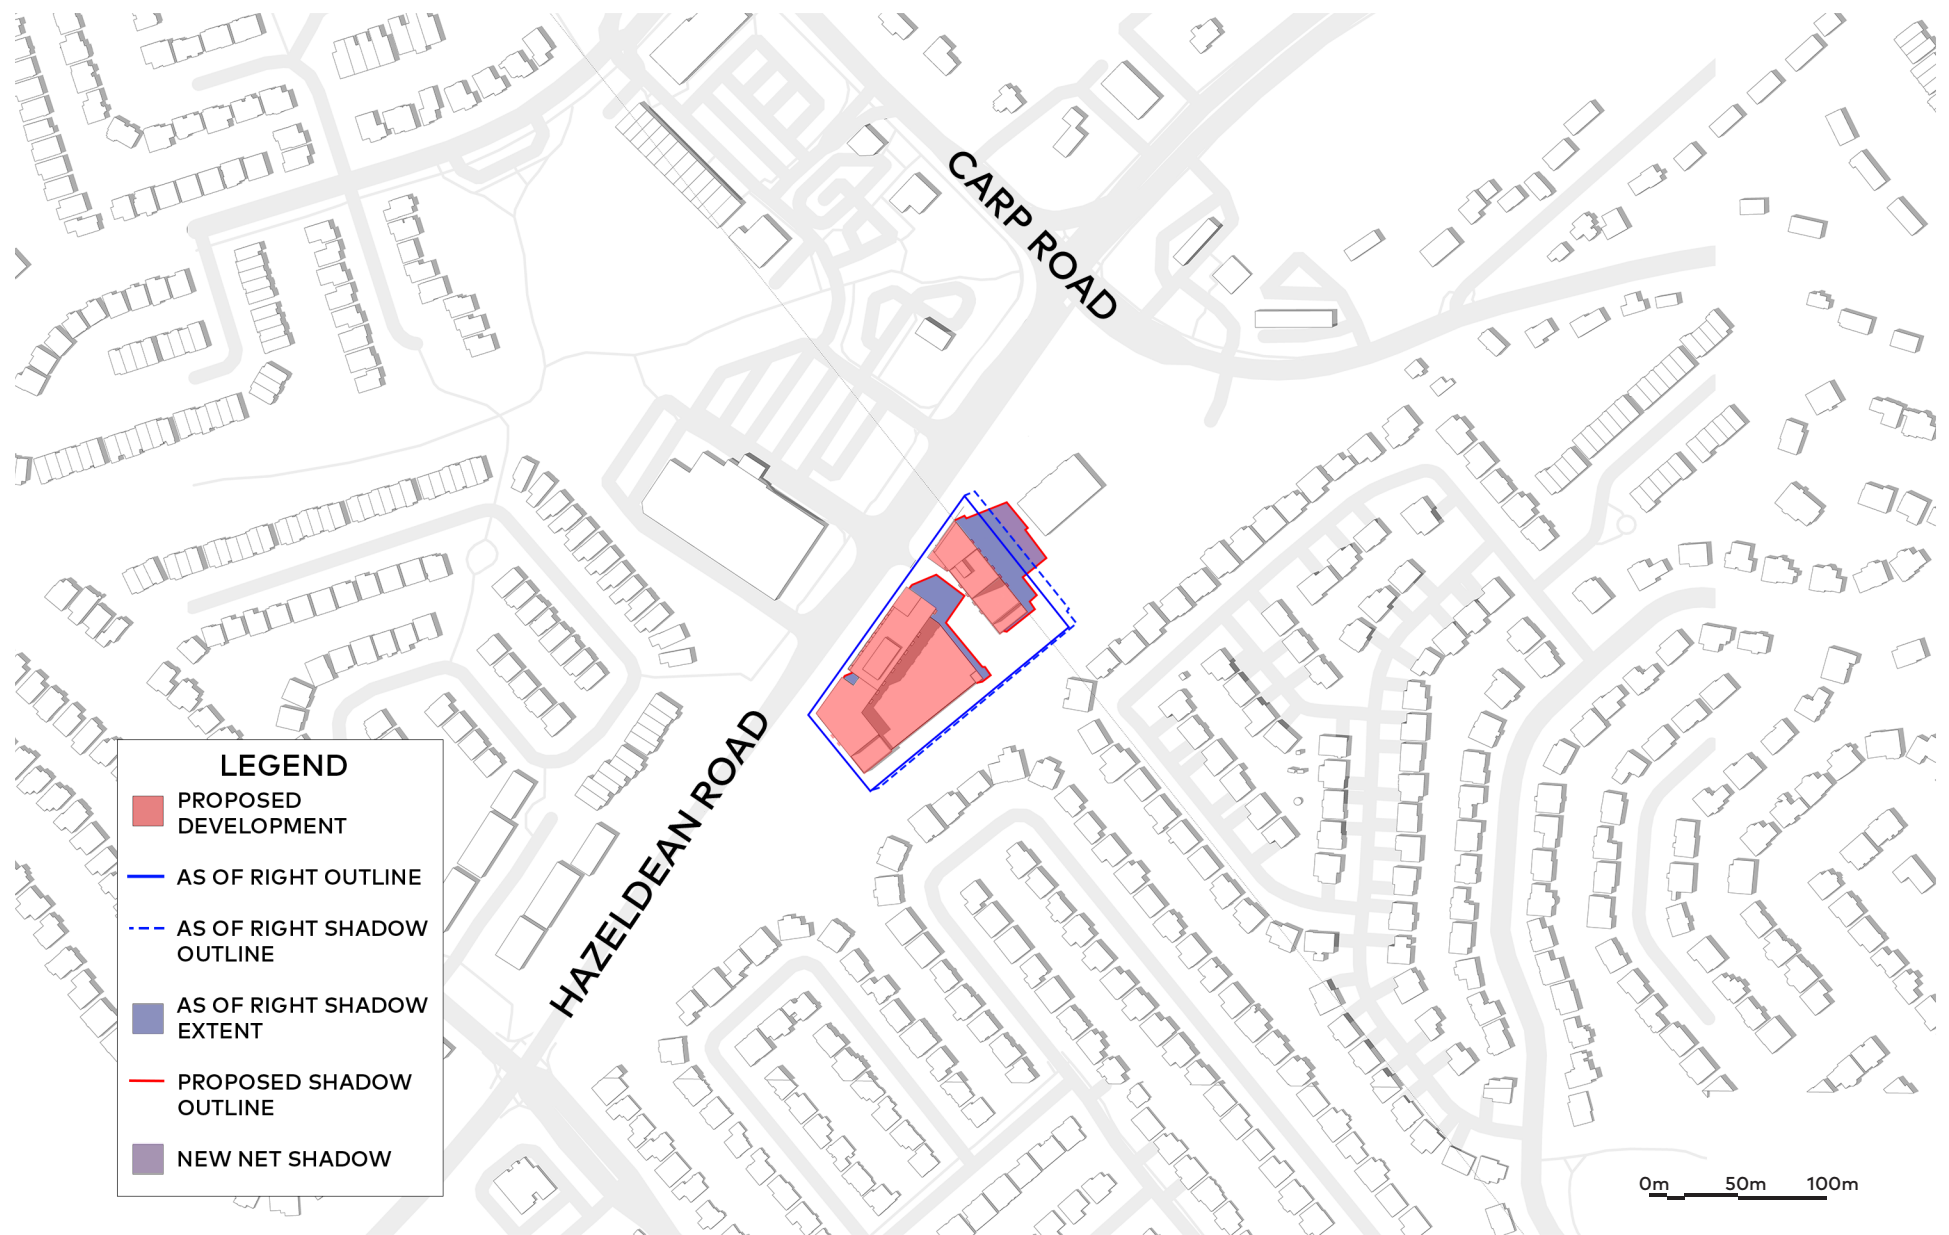 CARP ROAD
HAZELDEAN ROAD
LEGEND
PROPOSED
DEVELOPMENT
AS OF RIGHT OUTLINE
AS OF RIGHT SHADOW
OUTLINE
AS OF RIGHT SHADOW
EXTENT
PROPOSED SHADOW
OUTLINE
NEW NET SHADOW
0m 50m 100m